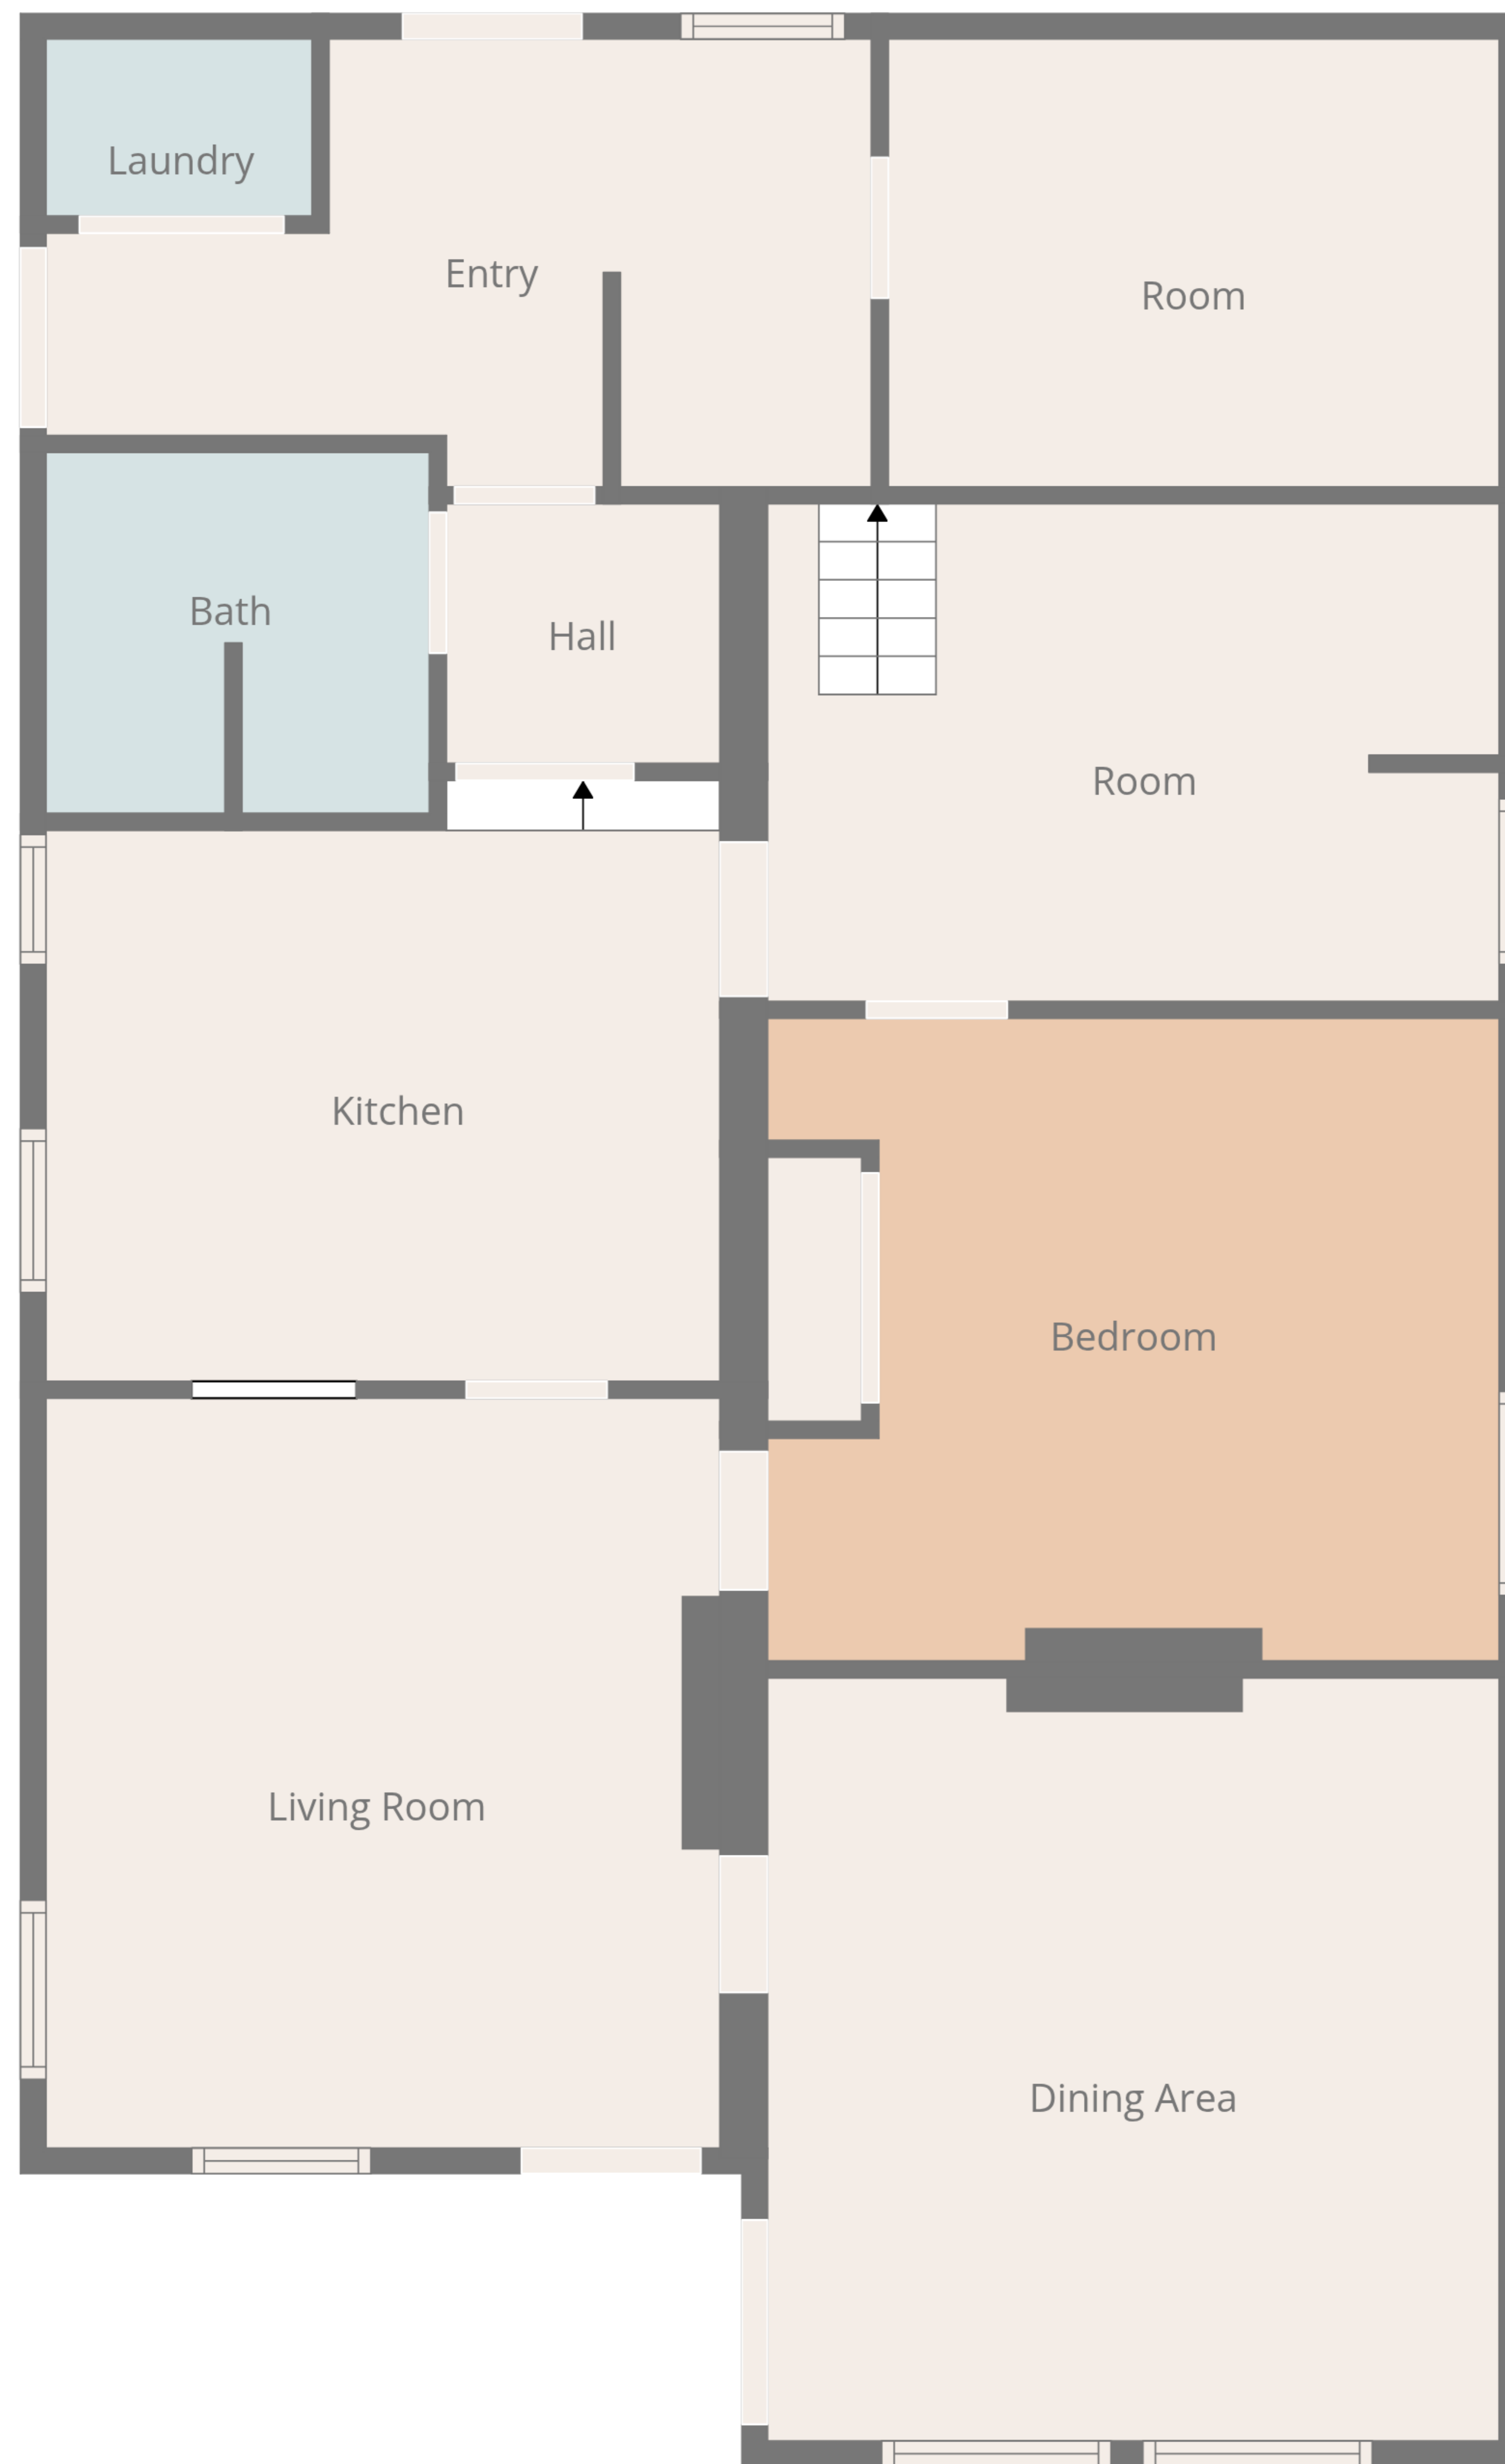 Laundry
Entry
Room
Bath
Hall
Room
Kitchen
Bedroom
Living Room
Dining Area